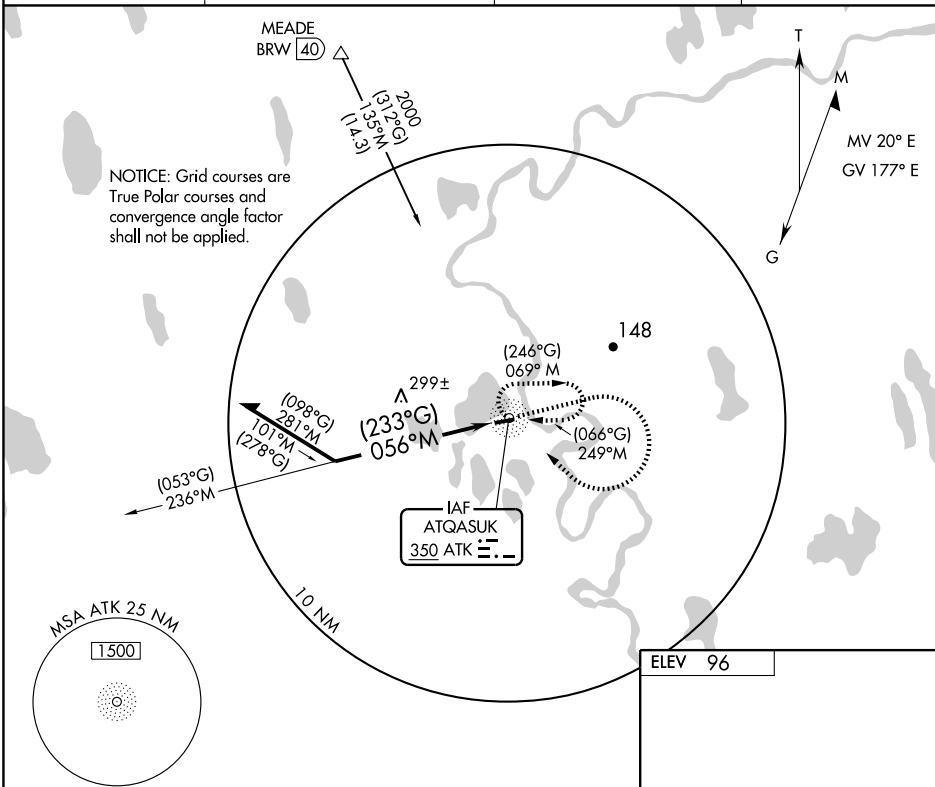 MEADE
BRW 40
2000
(312°G)
135°M
(14.3)
T
M
MV 20° E
GV 177° E
G
NOTICE: Grid courses are
True Polar courses and
convergence angle factor
shall not be applied.
148
(246°G)
069° M
299±
(098°G)
281°M
101°M
(278°G)
(233°G)
056°M
(066°G)
249°M
(053°G)
236°M
IAF
ATQASUK
350 ATK
10 NM
MSA ATK 25 NM
1500
ELEV 96